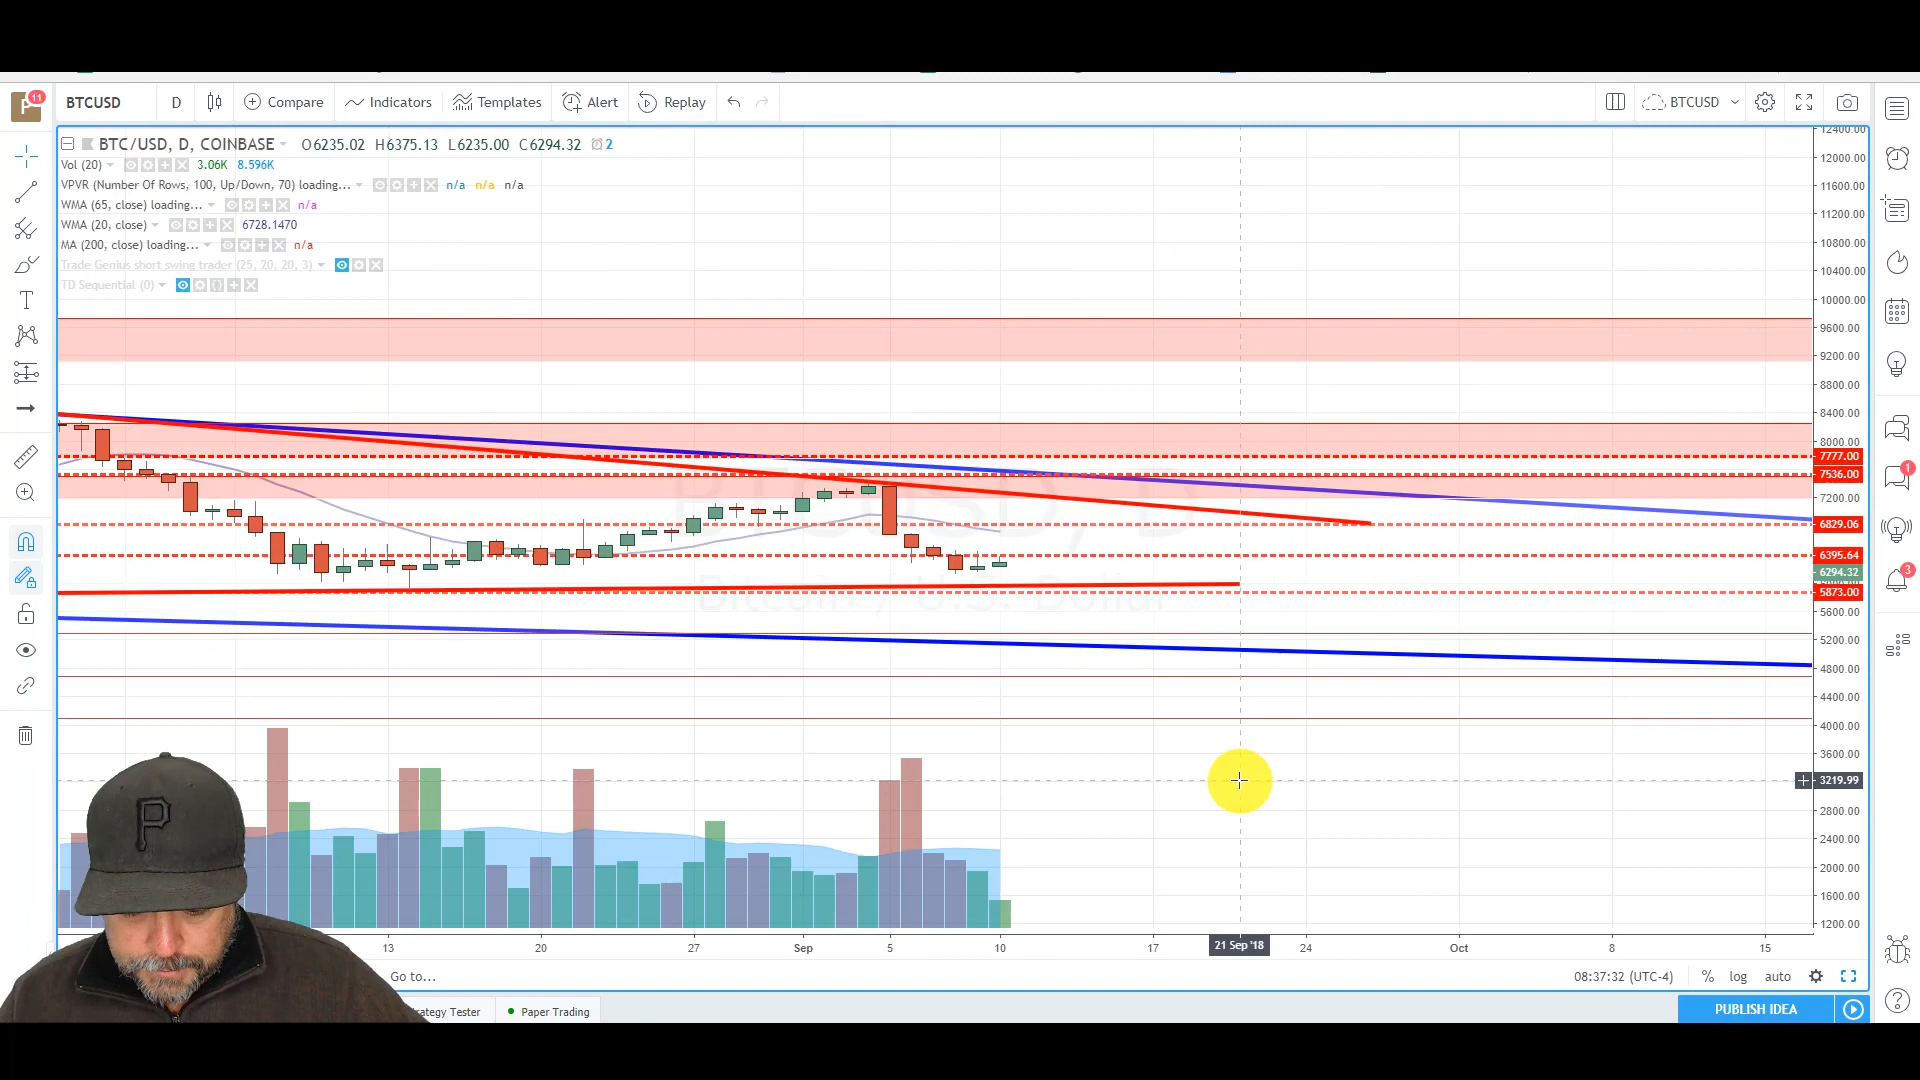 P 11 BTCUSD D Compare Indicators Templates Alert Replay BTCUSD
BTC/USD, D, COINBASE O6235.02 H6375.13 L6235.00 C6294.32 2
Vol (20) 3.06K 8.596K
VPVR (Number Of Rows, 100, Up/Down, 70) loading... n/a n/a n/a
WMA (65, close) loading... n/a
WMA (20, close) 6728.1470
MA (200, close) loading... n/a
Trade Genius short swing trader (25, 20, 20, 3)
TD Sequential (0)
BTCUSD, D
Bitcoin / U.S. Dollar
12400.00
12000.00
11600.00
11200.00
10800.00
10400.00
10000.00
9600.00
9200.00
8800.00
8400.00
8000.00
7777.00
7536.00
7200.00
6829.06
6395.64
6294.32
5873.00
5600.00
5200.00
4800.00
4400.00
4000.00
3600.00
3219.99
2800.00
2400.00
2000.00
1600.00
1200.00
1
3
P
13 20 27 Sep 5 10 17 21 Sep '18 24 Oct 8 15
Go to... 08:37:32 (UTC-4) % log auto
rategy Tester Paper Trading PUBLISH IDEA